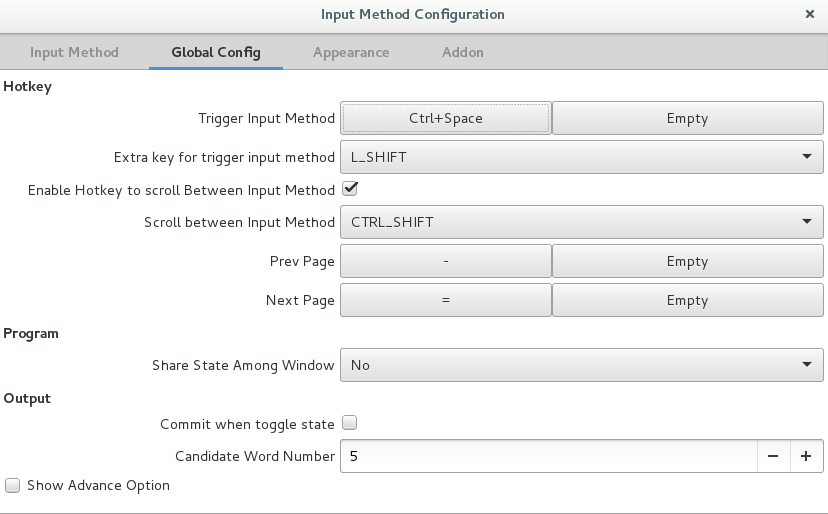 Input Method Configuration ×
Input Method Global Config Appearance Addon
Hotkey
Trigger Input Method Ctrl+Space Empty
Extra key for trigger input method L_SHIFT
Enable Hotkey to scroll Between Input Method
Scroll between Input Method CTRL_SHIFT
Prev Page - Empty
Next Page = Empty
Program
Share State Among Window No
Output
Commit when toggle state
Candidate Word Number 5 − +
Show Advance Option